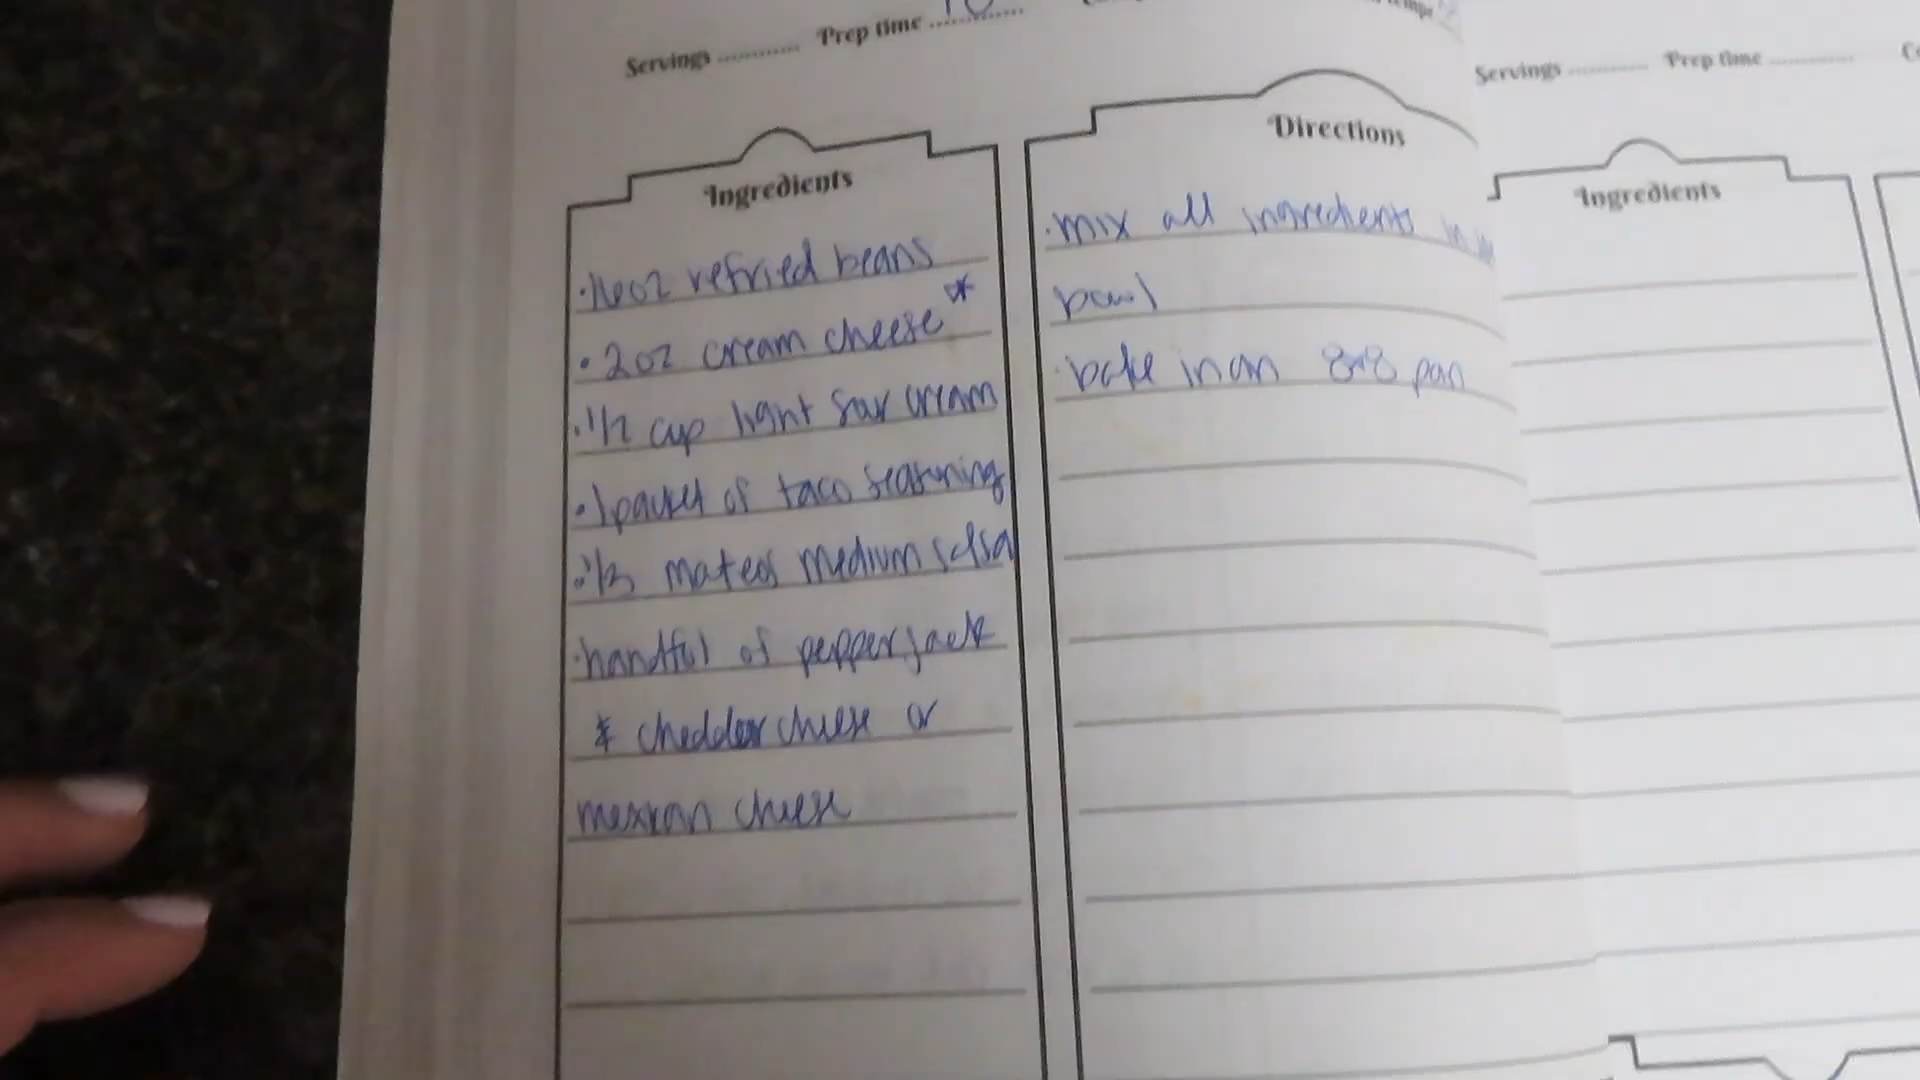 Servings
Prep time 10
Ingredients
·16oz refried beans
·2oz cream cheese*
·1/2 cup light sour cream
·1 packet of taco seasoning
·1/3 mateos medium salsa
·handful of pepperjack
& cheddar cheese or
mexican cheese
Directions
·mix all ingredients in
bowl
·bake in an 8x8 pan
Servings
Prep time
Ingredients